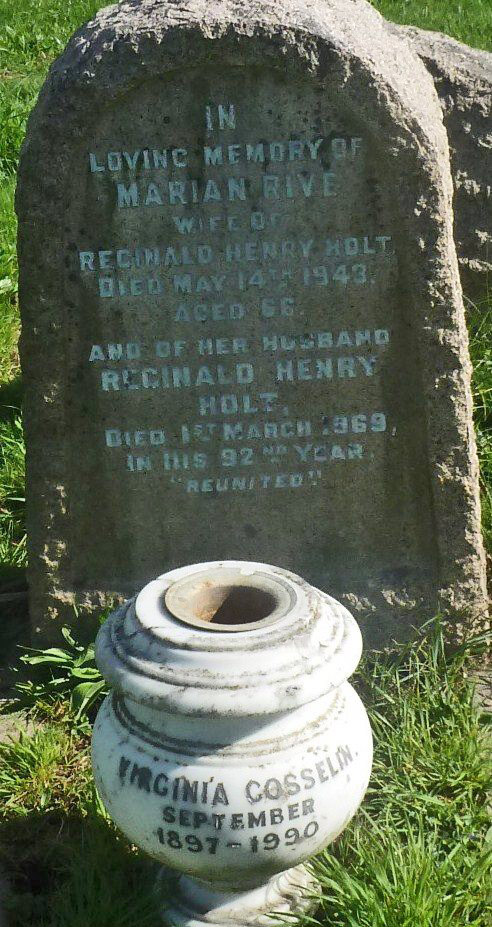 IN
LOVING MEMORY OF
MARIAN RIVE
WIFE OF
REGINALD HENRY HOLT
DIED MAY 14TH 1943.
AGED 66.
AND OF HER HUSBAND
REGINALD HENRY
HOLT.
DIED 1ST MARCH 1969,
IN HIS 92ND YEAR.
"REUNITED"
VIRGINIA GOSSELIN.
SEPTEMBER
1897-1990